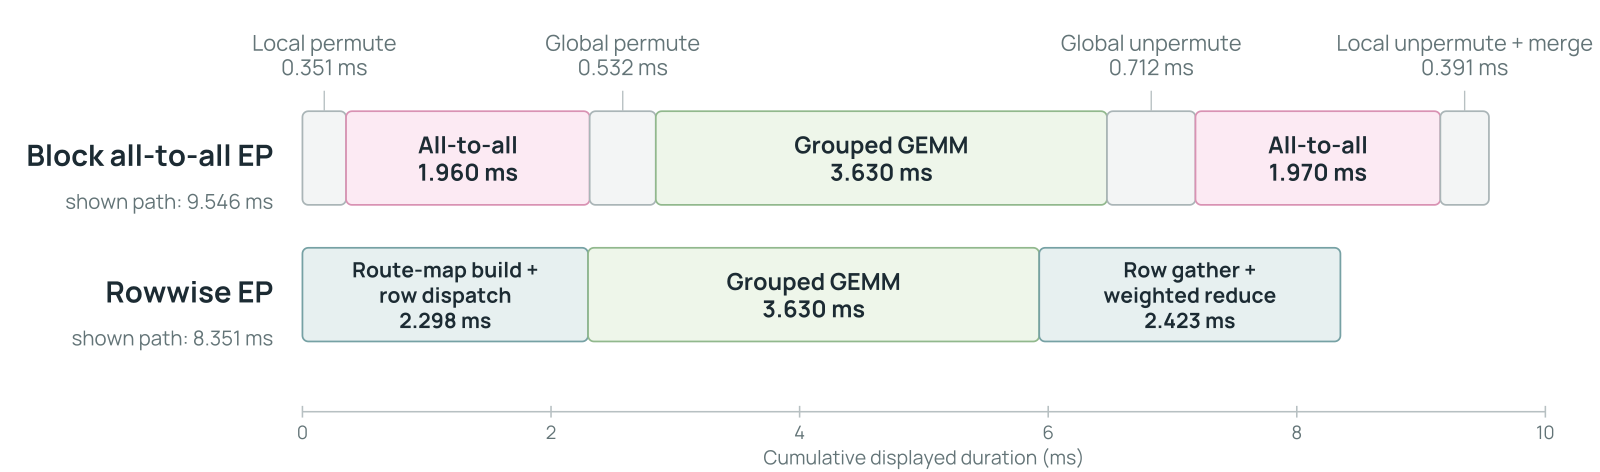 Local permute
0.351 ms
Global permute
0.532 ms
Global unpermute
0.712 ms
Local unpermute + merge
0.391 ms
Block all-to-all EP
shown path: 9.546 ms
All-to-all
1.960 ms
Grouped GEMM
3.630 ms
All-to-all
1.970 ms
Rowwise EP
shown path: 8.351 ms
Route-map build +
row dispatch
2.298 ms
Grouped GEMM
3.630 ms
Row gather +
weighted reduce
2.423 ms
0 2 4 6 8 10
Cumulative displayed duration (ms)